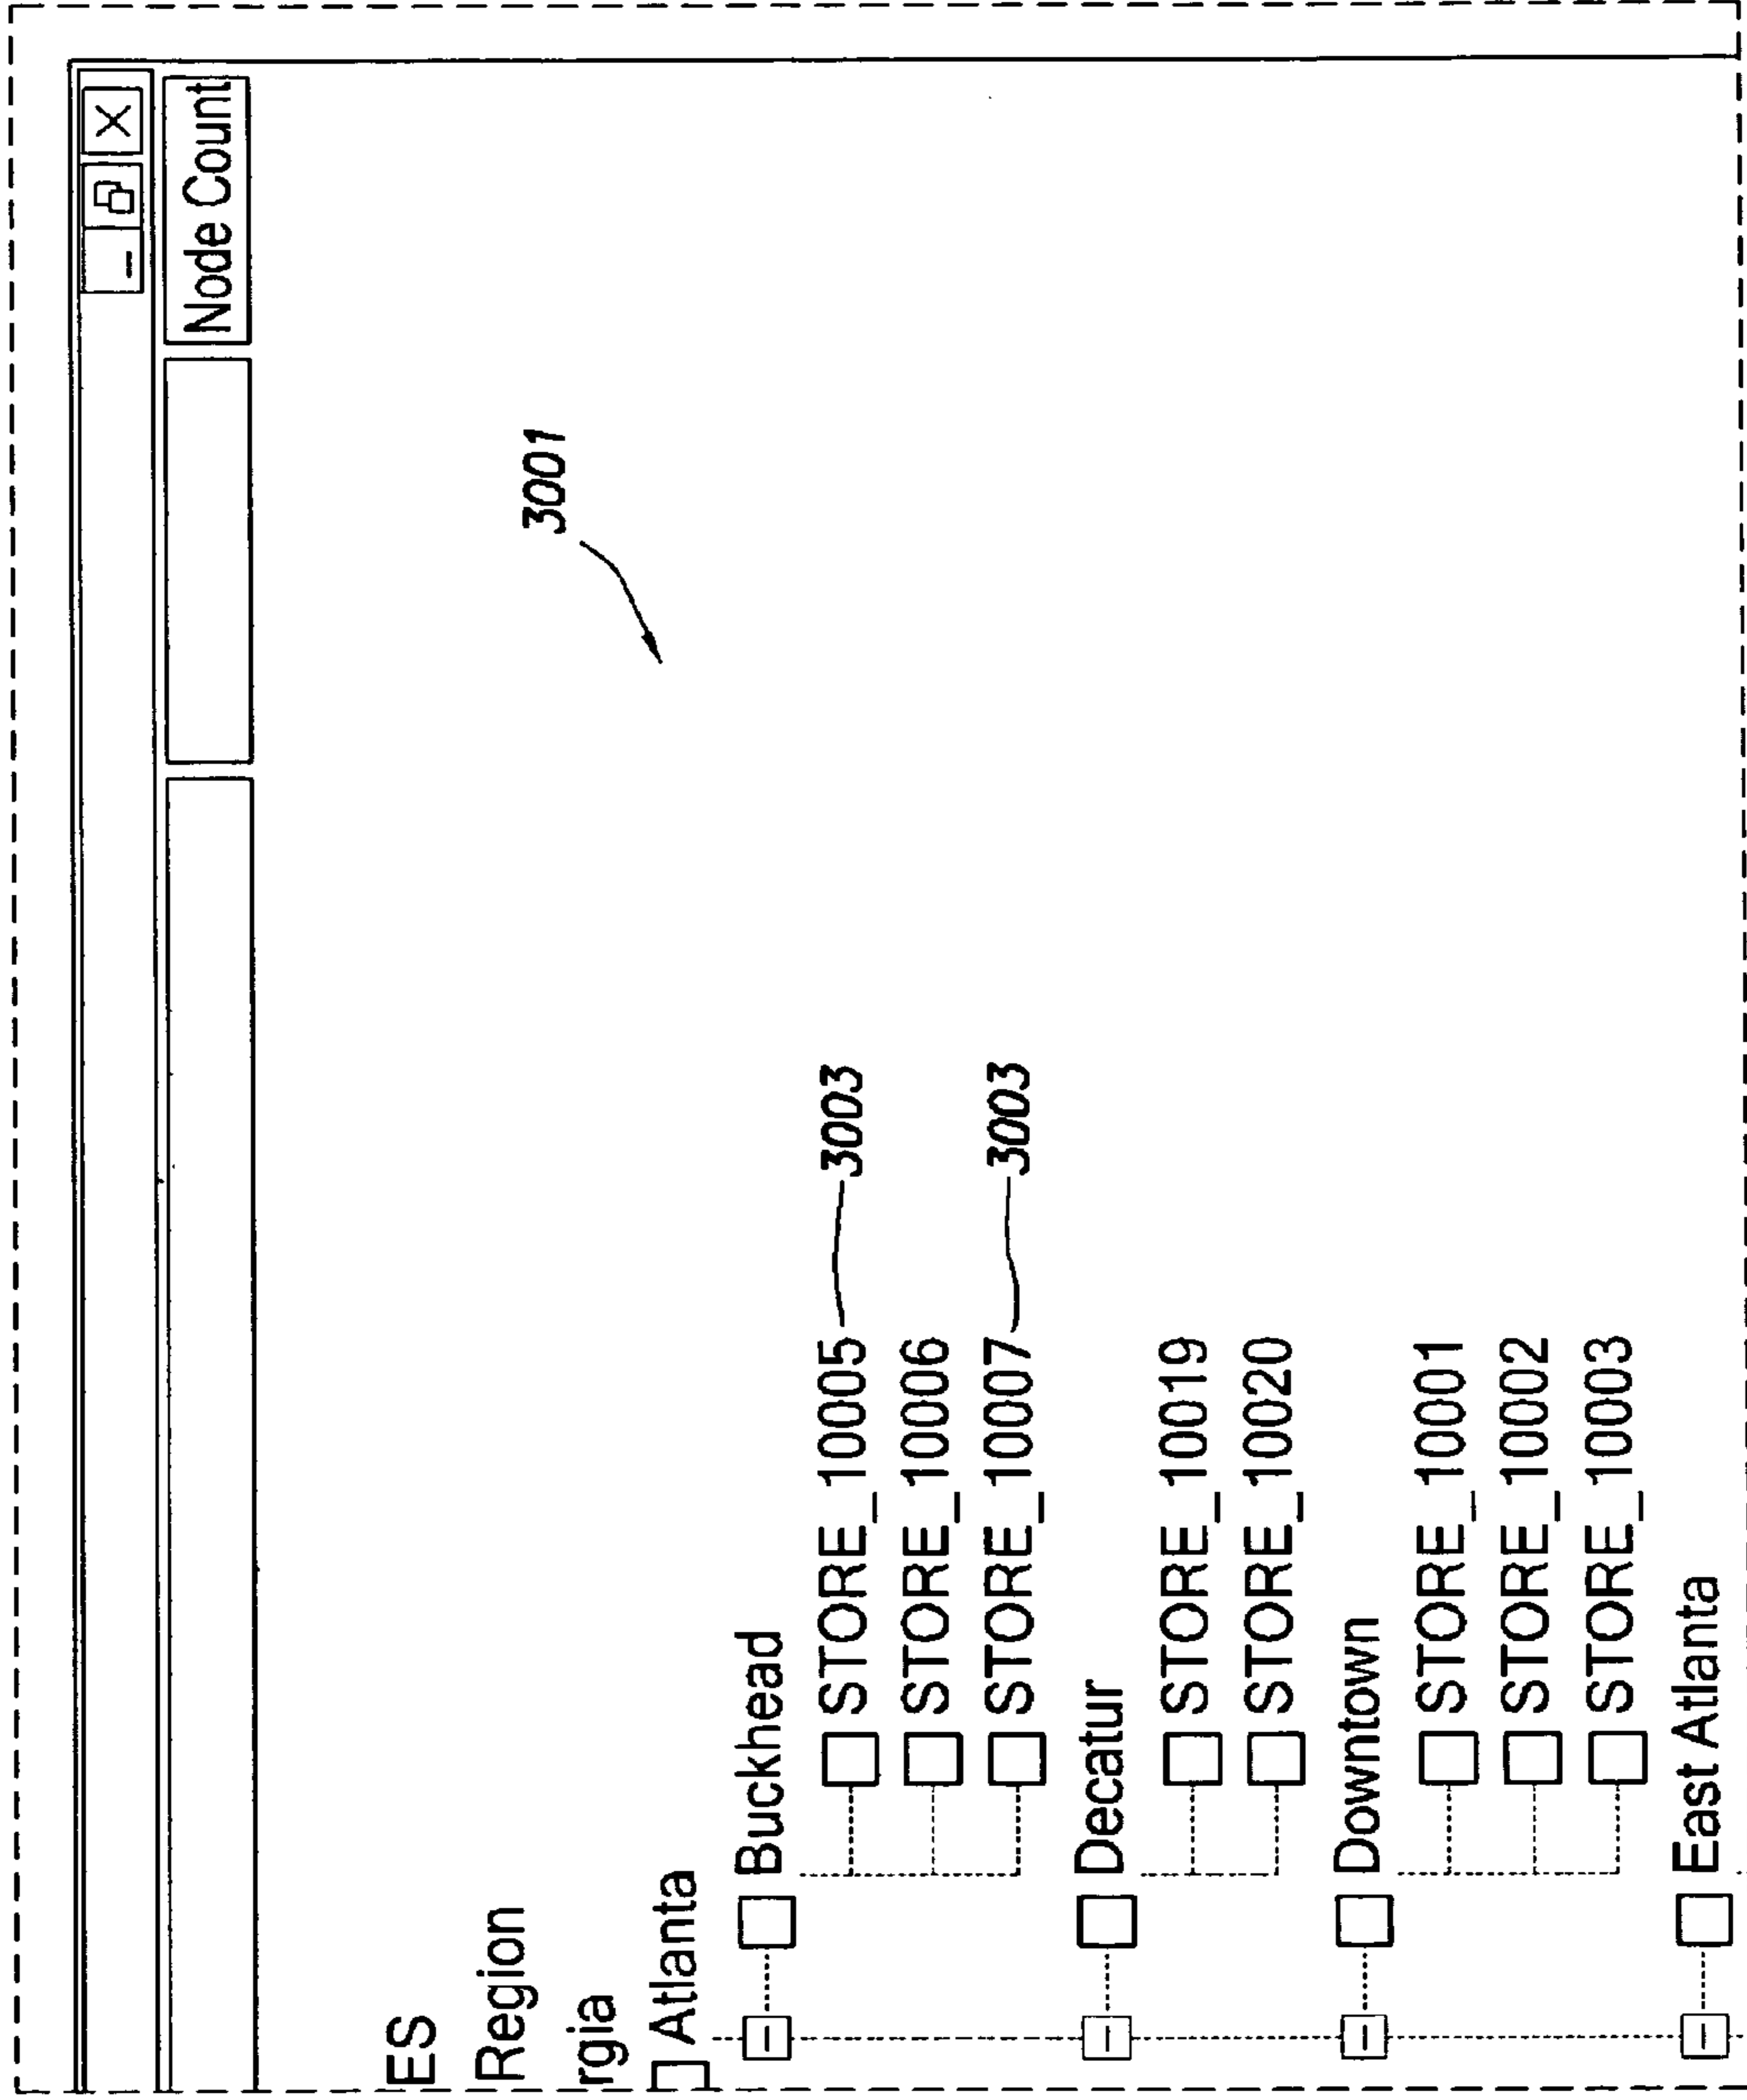 Node Count
3001
ES
Region
rgia
Atlanta
Buckhead
STORE_10005 3003
STORE_10006
STORE_10007 3003
Decatur
STORE_10019
STORE_10020
Downtown
STORE_10001
STORE_10002
STORE_10003
East Atlanta